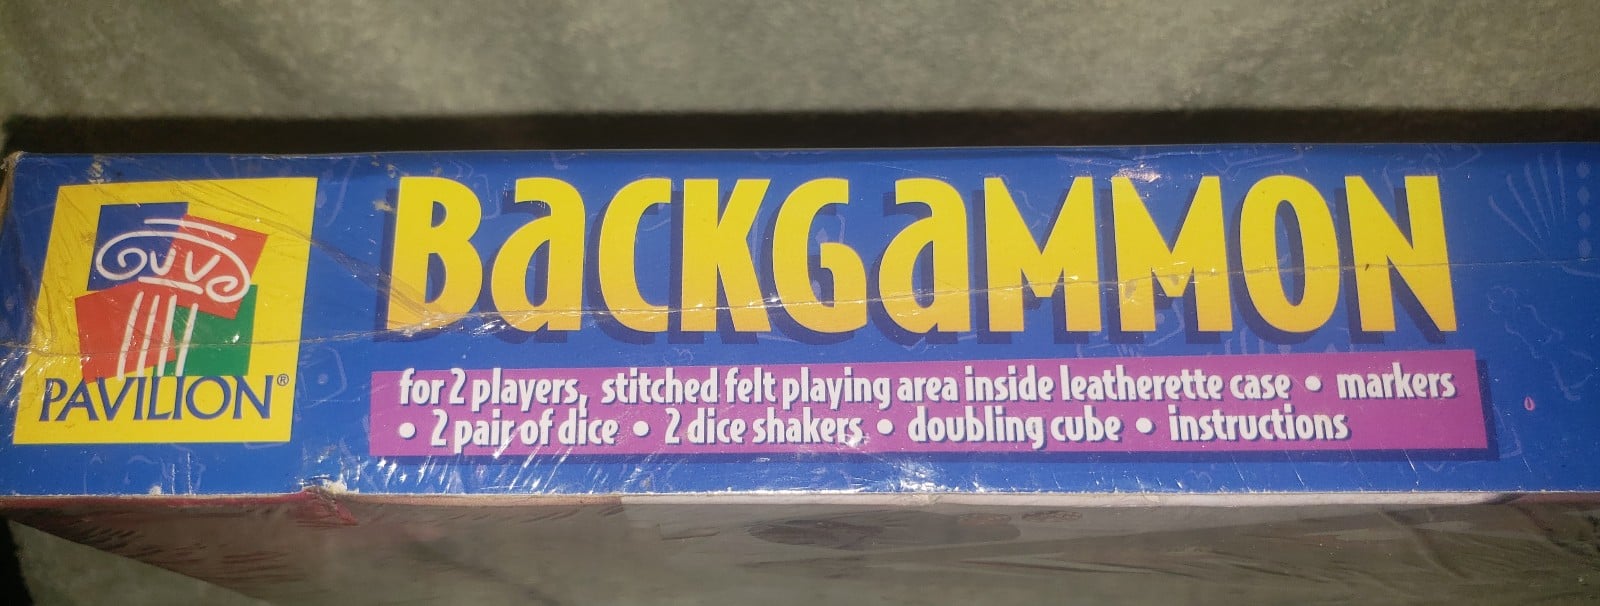 BaCKGaMMON
PAVILION®
for 2 players, stitched felt playing area inside leatherette case • markers
• 2 pair of dice • 2 dice shakers • doubling cube • instructions